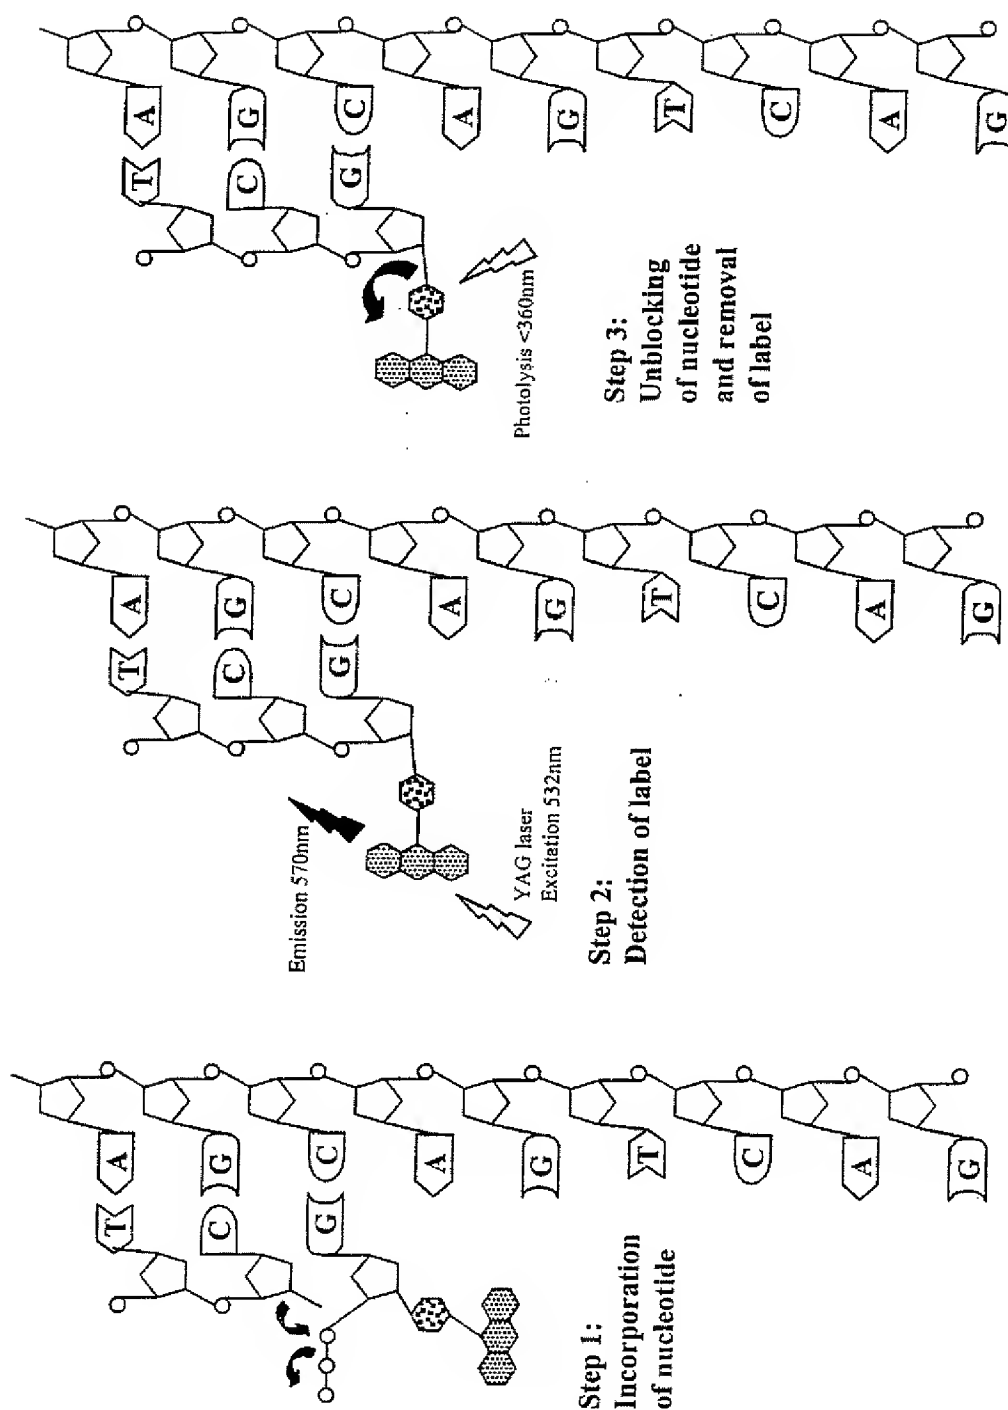 T A
C G
G C
A
G
T
C
A
G
Step 1:
Incorporation
of nucleotide
T A
C G
G C
A
G
T
C
A
G
Emission 570nm
YAG laser
Excitation 532nm
Step 2:
Detection of label
T A
C G
G C
A
G
T
C
A
G
Photolysis <360nm
Step 3:
Unblocking
of nucleotide
and removal
of label